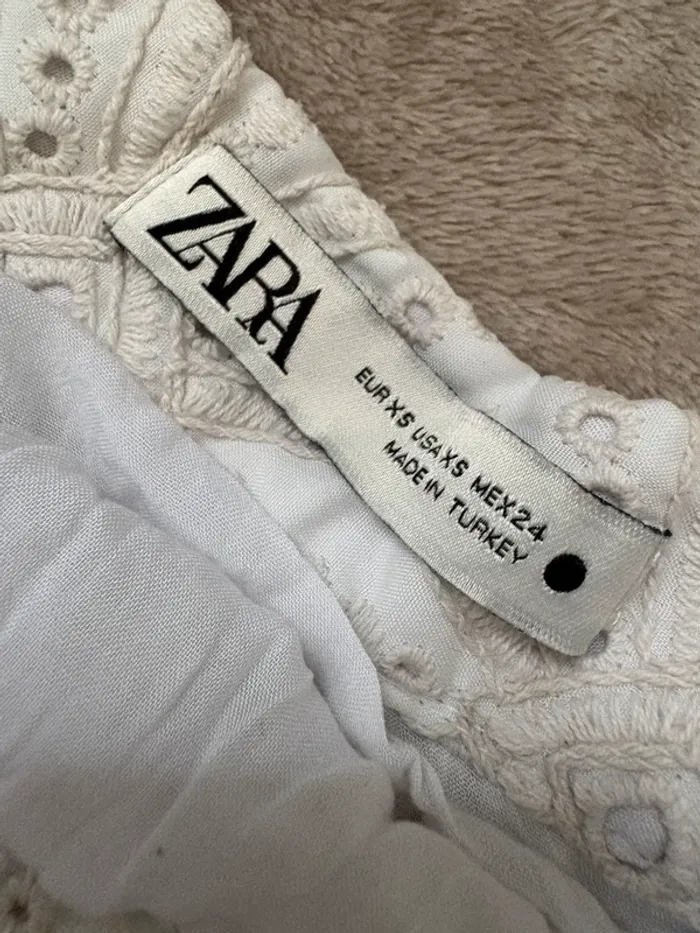 ZARA
EUR XS USA XS MEX 24
MADE IN TURKEY